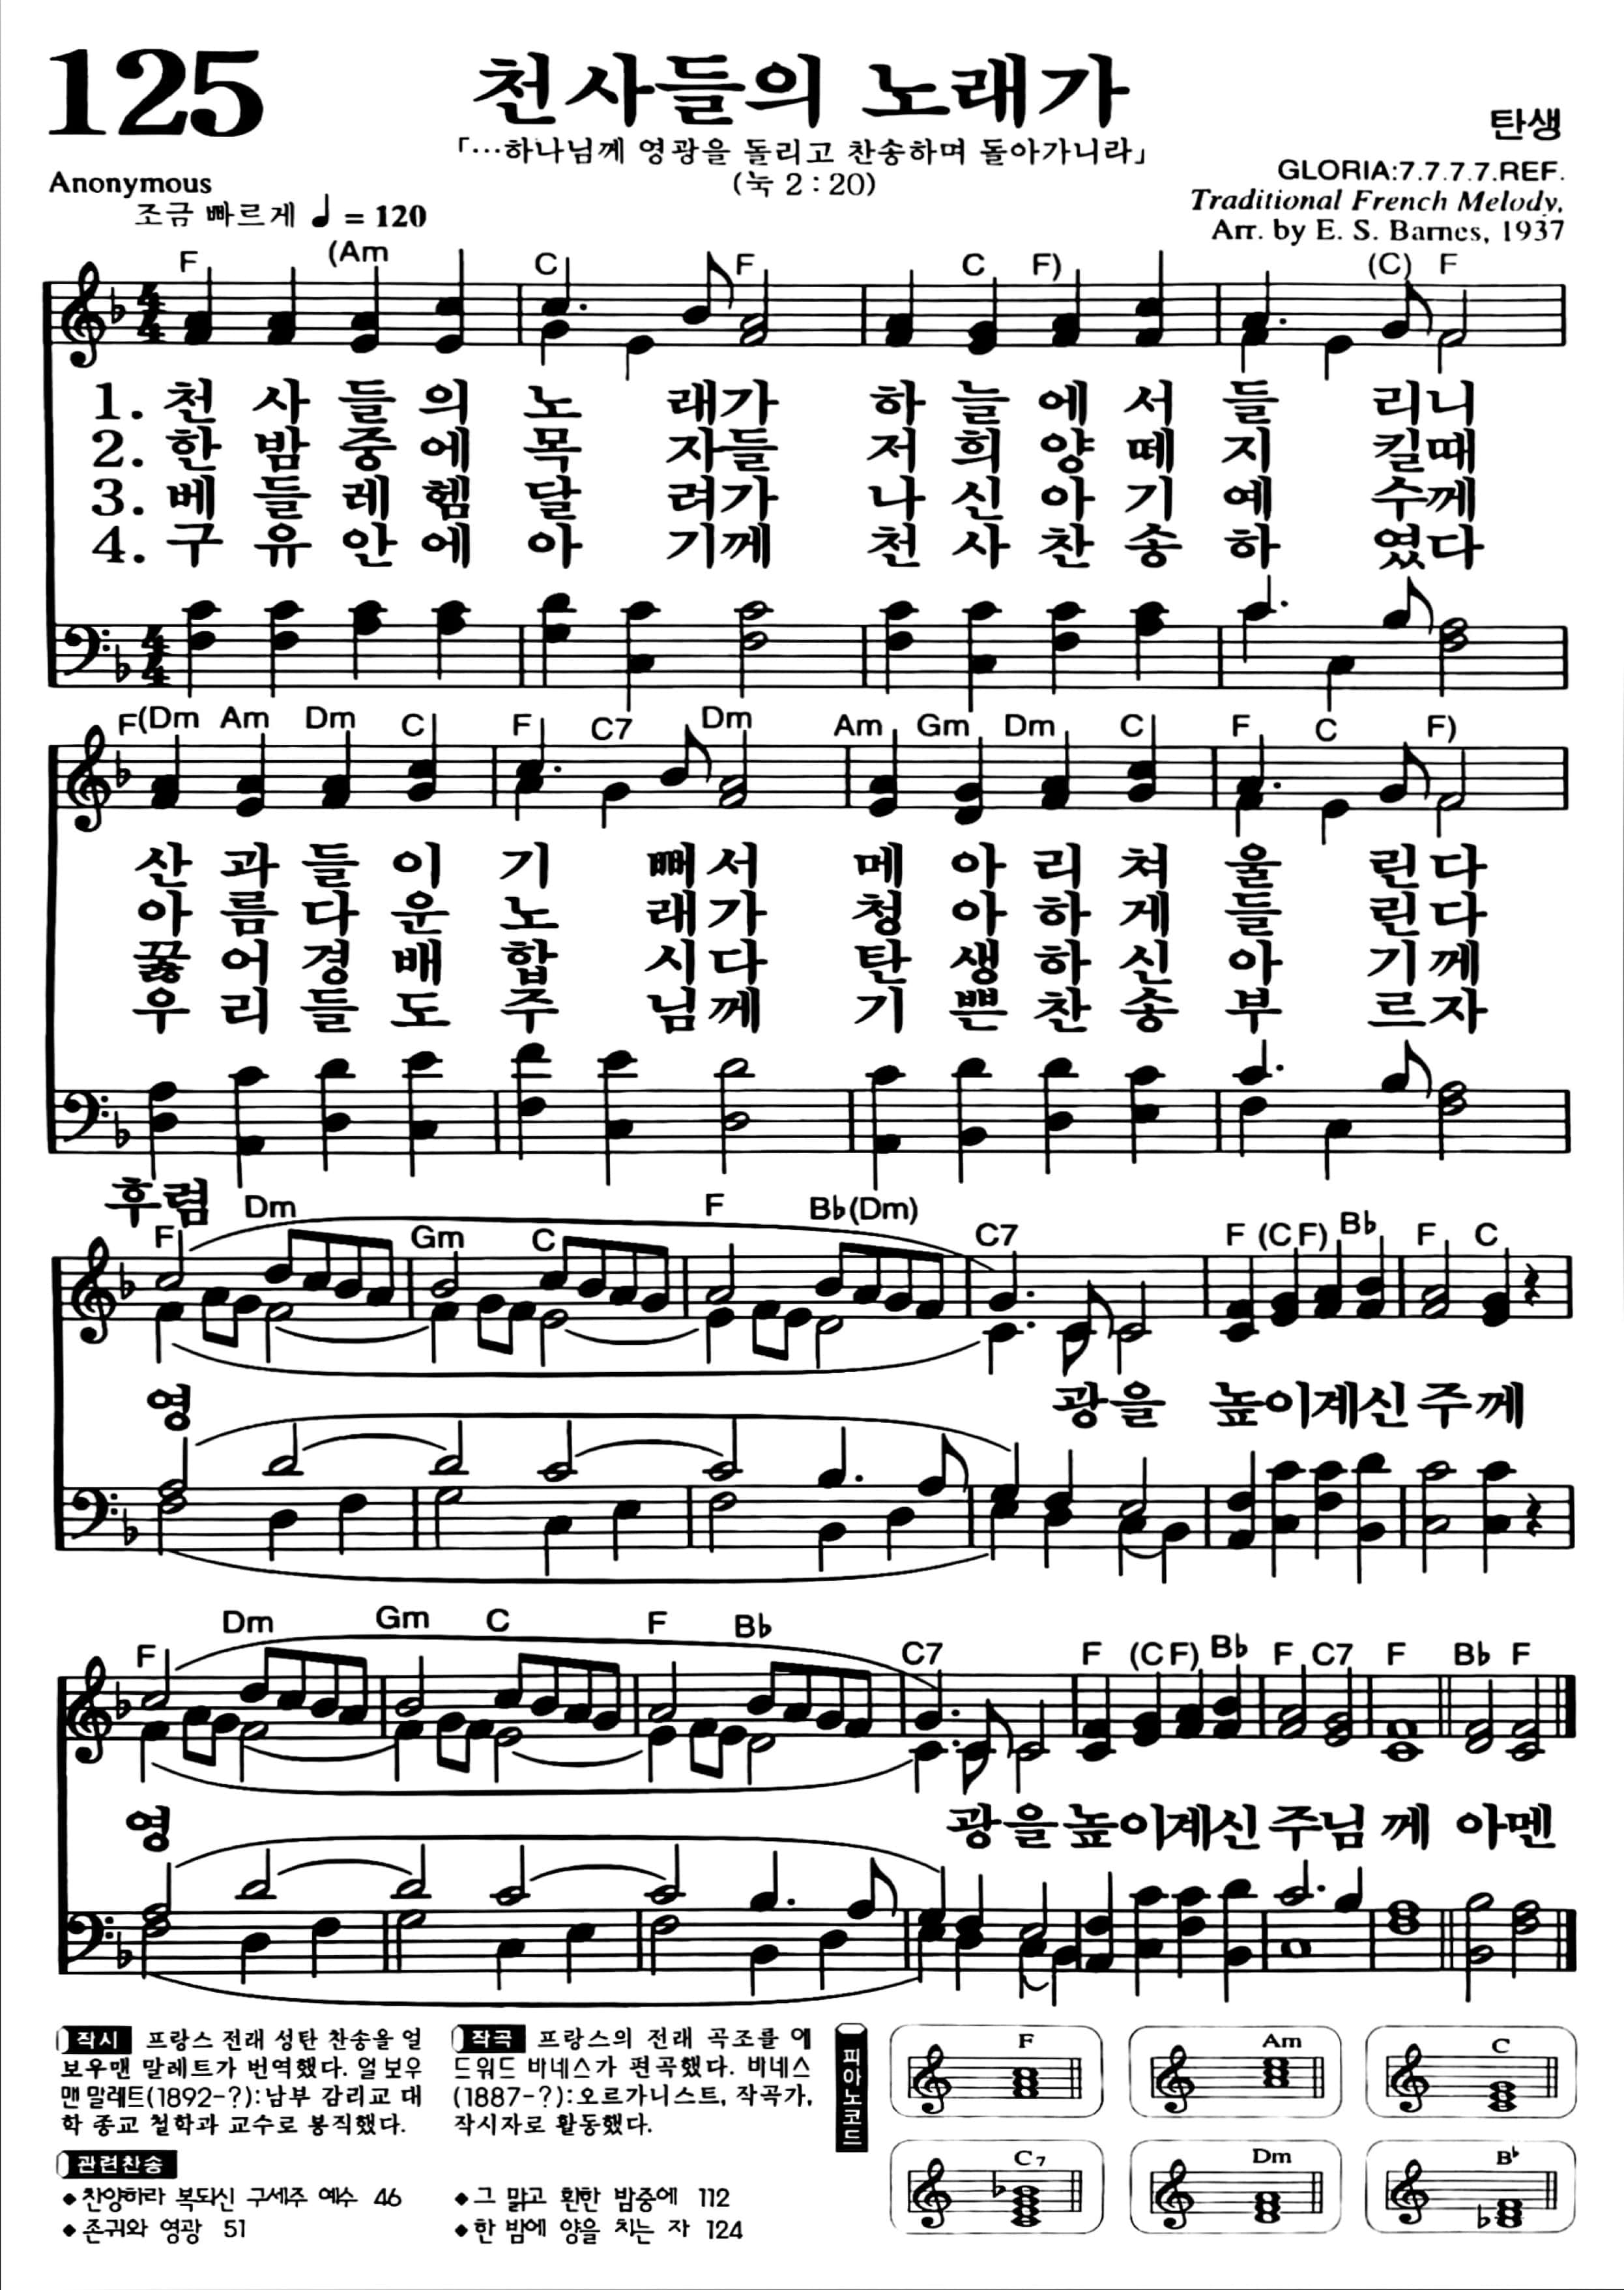 125
천사들의 노래가
탄생
「…하나님께 영광을 돌리고 찬송하며 돌아가니라」
(눅 2 : 20)
Anonymous
조금 빠르게 ♩ = 120
GLORIA:7.7.7.7.REF.
Traditional French Melody,
Arr. by E. S. Barnes, 1937
F (Am C F C F) (C) F
1. 천 사 들 의 노 래가 하 늘 에 서 들 리니
2. 한 밤 중 에 목 자들 저 희 양 떼 지 킬때
3. 베 들 레 헴 달 려가 나 신 아 기 예 수께
4. 구 유 안 에 아 기께 천 사 찬 송 하 였다
F(Dm Am Dm C F C7 Dm Am Gm Dm C F C F)
산 과 들 이 기 뻐서 메 아 리 쳐 울 린다
아 름 다 운 노 래가 청 아 하 게 들 린다
꿇 어 경 배 합 시다 탄 생 하 신 아 기께
우 리 들 도 주 님께 기 쁜 찬 송 부 르자
후렴
F Dm Gm C F B♭(Dm) C7 F (C F) B♭ F C
영 광을 높이계신 주께
F Dm Gm C F B♭ C7 F (C F) B♭ F C7 F B♭ F
영 광을높이계신 주님 께 아멘
작시 프랑스 전래 성탄 찬송을 얼
보우맨 말레트가 번역했다. 얼 보우
맨 말레트(1892-?):남부 감리교 대
학 종교 철학과 교수로 봉직했다.
작곡 프랑스의 전래 곡조를 에
드워드 바네스가 편곡했다. 바네스
(1887-?):오르가니스트, 작곡가,
작시자로 활동했다.
관련찬송
◆찬양하라 복되신 구세주 예수 46
◆존귀와 영광 51
◆그 맑고 환한 밤중에 112
◆한 밤에 양을 치는 자 124
피아노코드
F Am C
C7 Dm B♭